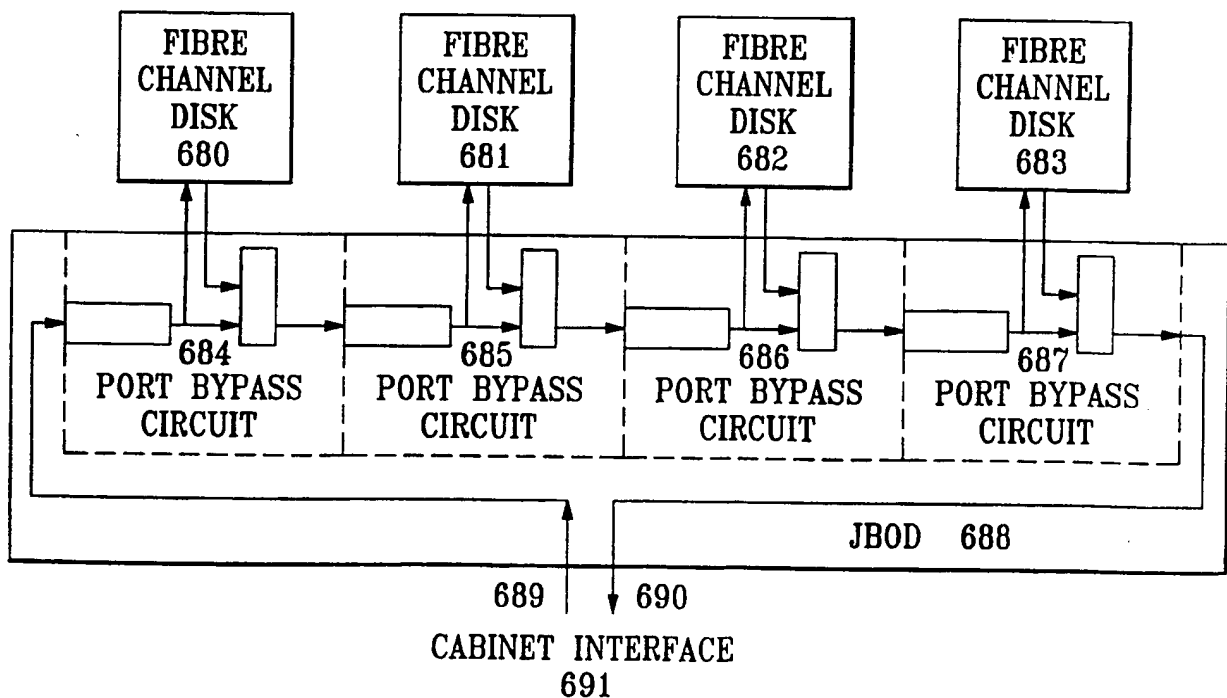 FIBRE
CHANNEL
DISK
680
FIBRE
CHANNEL
DISK
681
FIBRE
CHANNEL
DISK
682
FIBRE
CHANNEL
DISK
683
684
PORT BYPASS
CIRCUIT
685
PORT BYPASS
CIRCUIT
686
PORT BYPASS
CIRCUIT
687
PORT BYPASS
CIRCUIT
JBOD 688
689
690
CABINET INTERFACE
691